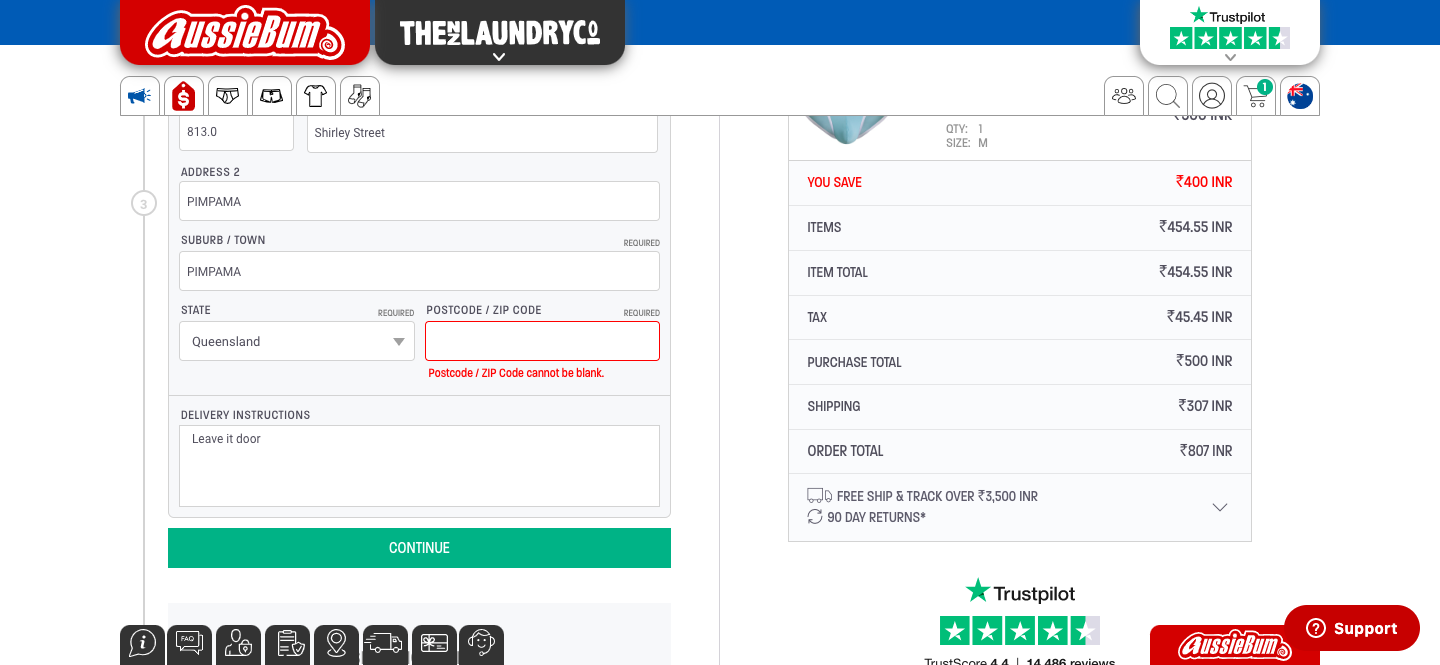 AussieBum
THE NZ LAUNDRY CO
Trustpilot
1
813.0
Shirley Street
QTY: 1
SIZE: M
ADDRESS 2
PIMPAMA
YOU SAVE
₹400 INR
3
SUBURB / TOWN
REQUIRED
PIMPAMA
ITEMS
₹454.55 INR
ITEM TOTAL
₹454.55 INR
STATE
REQUIRED
POSTCODE / ZIP CODE
REQUIRED
Queensland
Postcode / ZIP Code cannot be blank.
TAX
₹45.45 INR
PURCHASE TOTAL
₹500 INR
DELIVERY INSTRUCTIONS
Leave it door
SHIPPING
₹307 INR
ORDER TOTAL
₹807 INR
FREE SHIP & TRACK OVER ₹3,500 INR
90 DAY RETURNS*
CONTINUE
Trustpilot
FAQ
TrustScore 4.4 | 14,486 reviews
AussieBum
Support